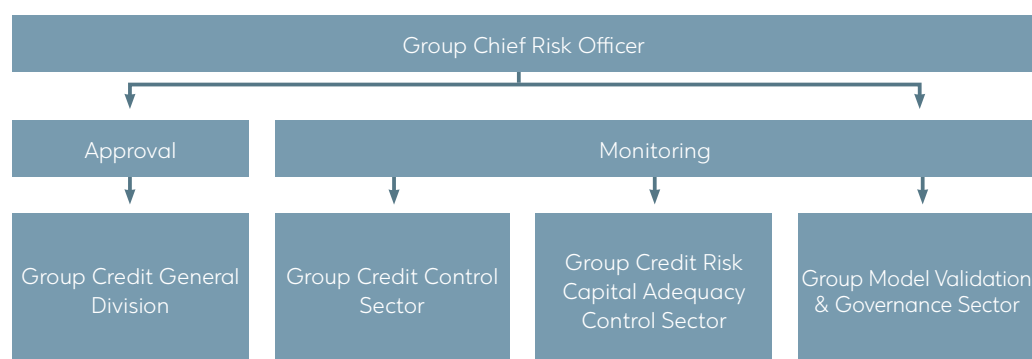 Group Chief Risk Officer
Approval
Monitoring
Group Credit General
Division
Group Credit Control
Sector
Group Credit Risk
Capital Adequacy
Control Sector
Group Model Validation
& Governance Sector